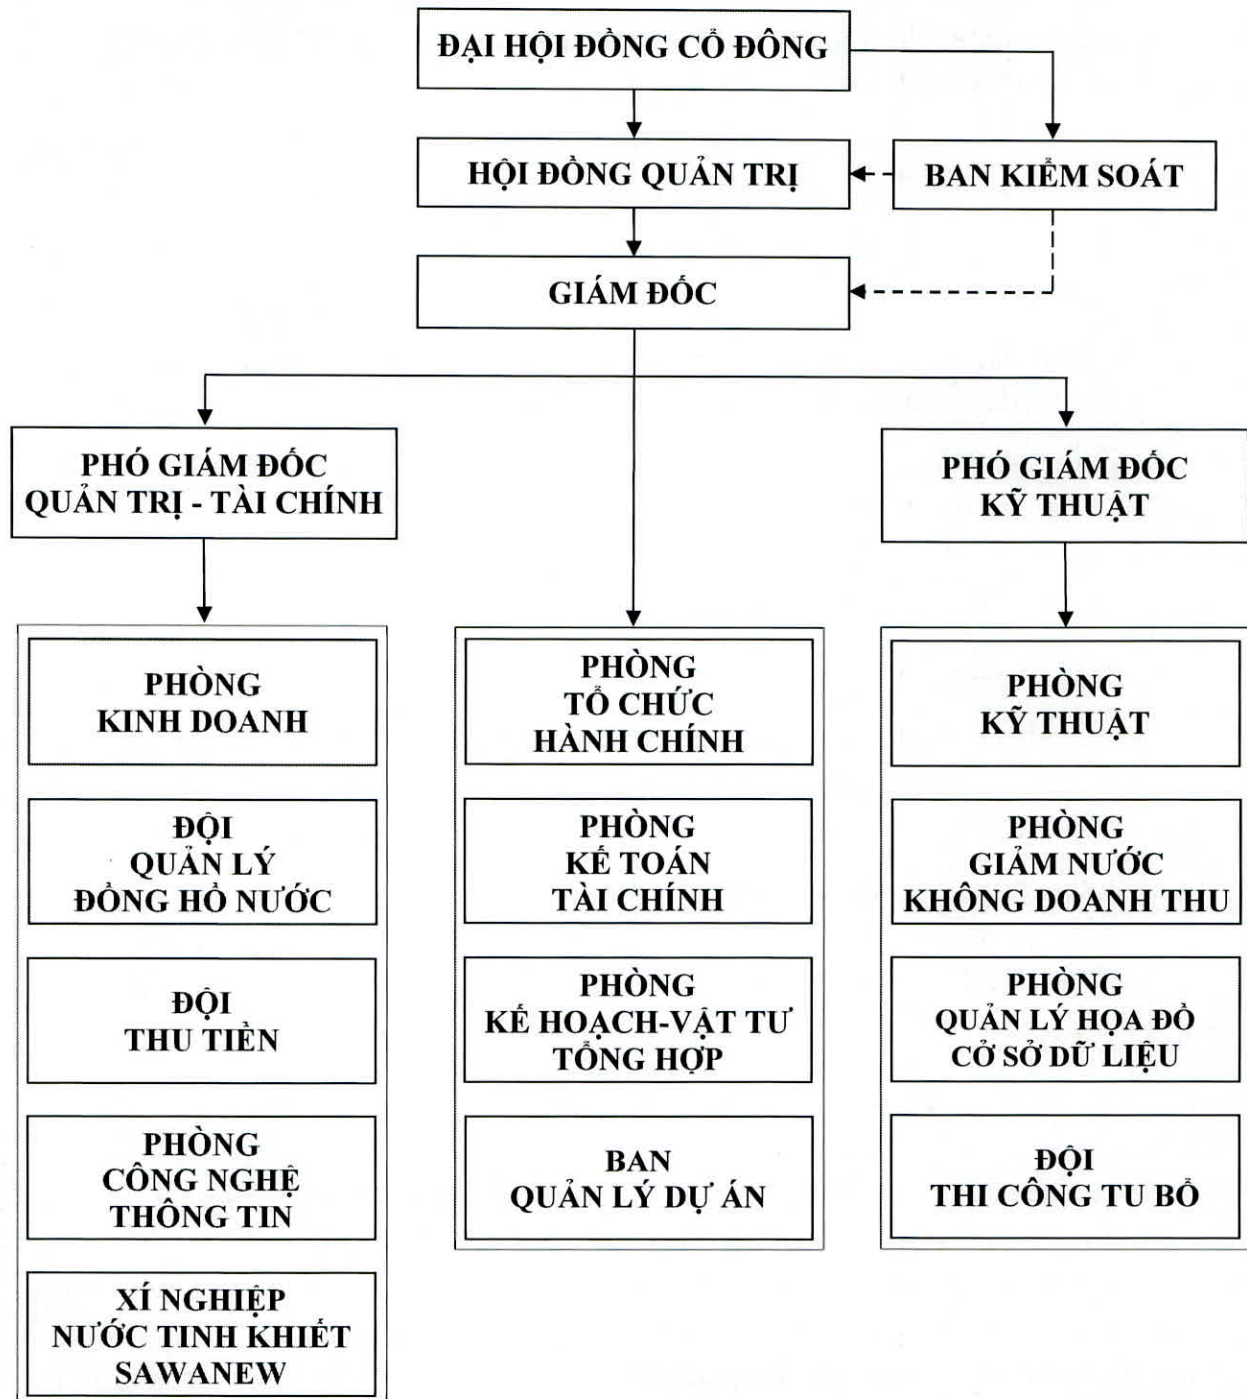 ĐẠI HỘI ĐỒNG CỔ ĐÔNG
HỘI ĐỒNG QUẢN TRỊ
BAN KIỂM SOÁT
GIÁM ĐỐC
PHÓ GIÁM ĐỐC
QUẢN TRỊ - TÀI CHÍNH
PHÓ GIÁM ĐỐC
KỸ THUẬT
PHÒNG
KINH DOANH
ĐỘI
QUẢN LÝ
ĐỒNG HỒ NƯỚC
ĐỘI
THU TIỀN
PHÒNG
CÔNG NGHỆ
THÔNG TIN
XÍ NGHIỆP
NƯỚC TINH KHIẾT
SAWANEW
PHÒNG
TỔ CHỨC
HÀNH CHÍNH
PHÒNG
KẾ TOÁN
TÀI CHÍNH
PHÒNG
KẾ HOẠCH-VẬT TƯ
TỔNG HỢP
BAN
QUẢN LÝ DỰ ÁN
PHÒNG
KỸ THUẬT
PHÒNG
GIẢM NƯỚC
KHÔNG DOANH THU
PHÒNG
QUẢN LÝ HỌA ĐỒ
CỞ SỞ DỮ LIỆU
ĐỘI
THI CÔNG TU BỔ